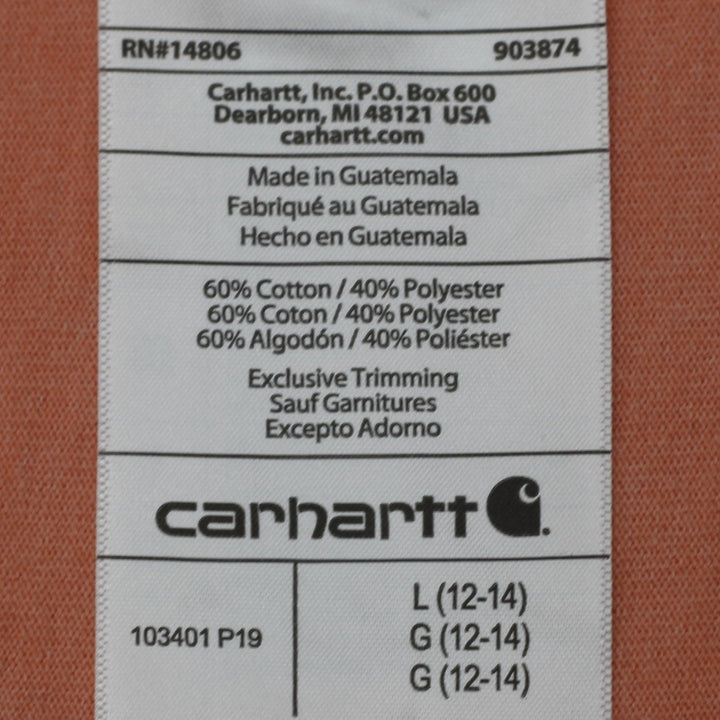 RN#14806 903874
Carhartt, Inc. P.O. Box 600
Dearborn, MI 48121 USA
carhartt.com
Made in Guatemala
Fabriqué au Guatemala
Hecho en Guatemala
60% Cotton / 40% Polyester
60% Coton / 40% Polyester
60% Algodón / 40% Poliéster
Exclusive Trimming
Sauf Garnitures
Excepto Adorno
carhartt
103401 P19
L (12-14)
G (12-14)
G (12-14)